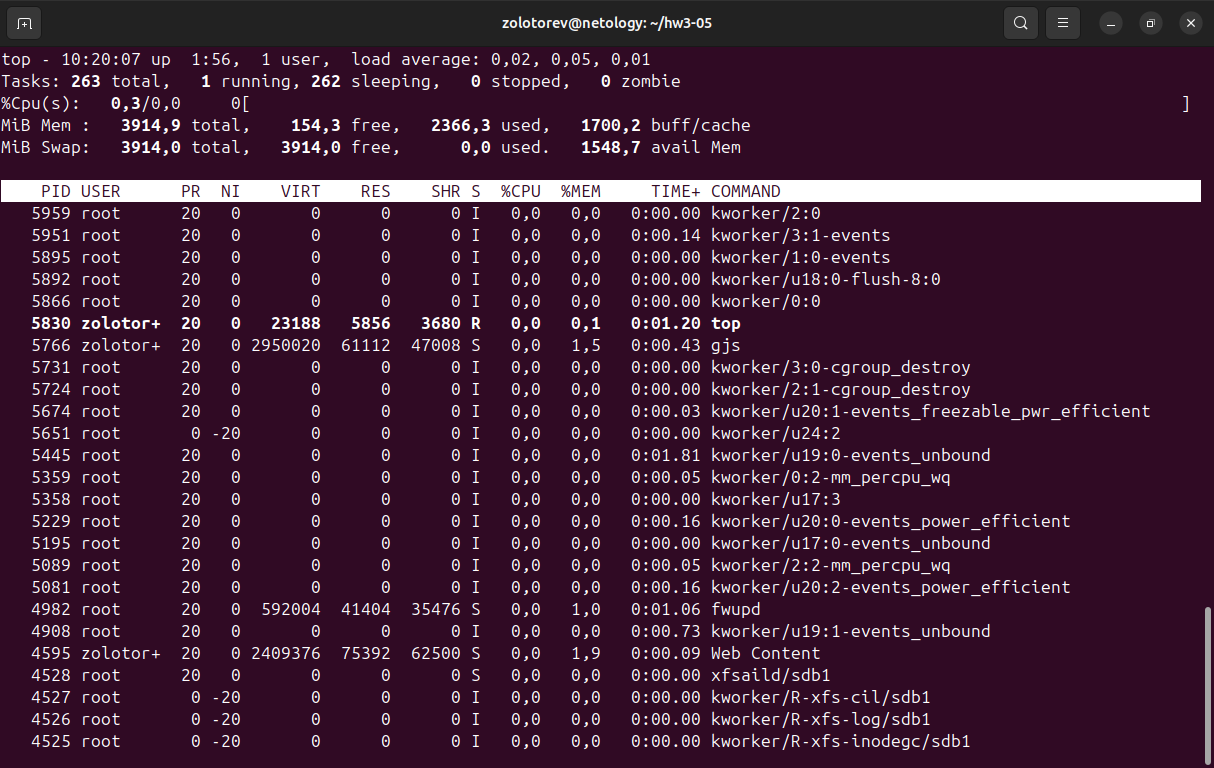 zolotorev@netology: ~/hw3-05
top - 10:20:07 up  1:56,  1 user,  load average: 0,02, 0,05, 0,01
Tasks: 263 total,   1 running, 262 sleeping,   0 stopped,   0 zombie
%Cpu(s):   0,3/0,0     0[                                                                                              ]
MiB Mem :   3914,9 total,    154,3 free,   2366,3 used,   1700,2 buff/cache
MiB Swap:   3914,0 total,   3914,0 free,      0,0 used.   1548,7 avail Mem
    PID USER      PR  NI    VIRT    RES    SHR S  %CPU  %MEM     TIME+ COMMAND
   5959 root      20   0       0      0      0 I   0,0   0,0   0:00.00 kworker/2:0
   5951 root      20   0       0      0      0 I   0,0   0,0   0:00.14 kworker/3:1-events
   5895 root      20   0       0      0      0 I   0,0   0,0   0:00.00 kworker/1:0-events
   5892 root      20   0       0      0      0 I   0,0   0,0   0:00.00 kworker/u18:0-flush-8:0
   5866 root      20   0       0      0      0 I   0,0   0,0   0:00.00 kworker/0:0
   5830 zolotor+  20   0   23188   5856   3680 R   0,0   0,1   0:01.20 top
   5766 zolotor+  20   0 2950020  61112  47008 S   0,0   1,5   0:00.43 gjs
   5731 root      20   0       0      0      0 I   0,0   0,0   0:00.00 kworker/3:0-cgroup_destroy
   5724 root      20   0       0      0      0 I   0,0   0,0   0:00.00 kworker/2:1-cgroup_destroy
   5674 root      20   0       0      0      0 I   0,0   0,0   0:00.03 kworker/u20:1-events_freezable_pwr_efficient
   5651 root       0 -20       0      0      0 I   0,0   0,0   0:00.00 kworker/u24:2
   5445 root      20   0       0      0      0 I   0,0   0,0   0:01.81 kworker/u19:0-events_unbound
   5359 root      20   0       0      0      0 I   0,0   0,0   0:00.05 kworker/0:2-mm_percpu_wq
   5358 root      20   0       0      0      0 I   0,0   0,0   0:00.00 kworker/u17:3
   5229 root      20   0       0      0      0 I   0,0   0,0   0:00.16 kworker/u20:0-events_power_efficient
   5195 root      20   0       0      0      0 I   0,0   0,0   0:00.00 kworker/u17:0-events_unbound
   5089 root      20   0       0      0      0 I   0,0   0,0   0:00.05 kworker/2:2-mm_percpu_wq
   5081 root      20   0       0      0      0 I   0,0   0,0   0:00.16 kworker/u20:2-events_power_efficient
   4982 root      20   0  592004  41404  35476 S   0,0   1,0   0:01.06 fwupd
   4908 root      20   0       0      0      0 I   0,0   0,0   0:00.73 kworker/u19:1-events_unbound
   4595 zolotor+  20   0 2409376  75392  62500 S   0,0   1,9   0:00.09 Web Content
   4528 root      20   0       0      0      0 S   0,0   0,0   0:00.00 xfsaild/sdb1
   4527 root       0 -20       0      0      0 I   0,0   0,0   0:00.00 kworker/R-xfs-cil/sdb1
   4526 root       0 -20       0      0      0 I   0,0   0,0   0:00.00 kworker/R-xfs-log/sdb1
   4525 root       0 -20       0      0      0 I   0,0   0,0   0:00.00 kworker/R-xfs-inodegc/sdb1